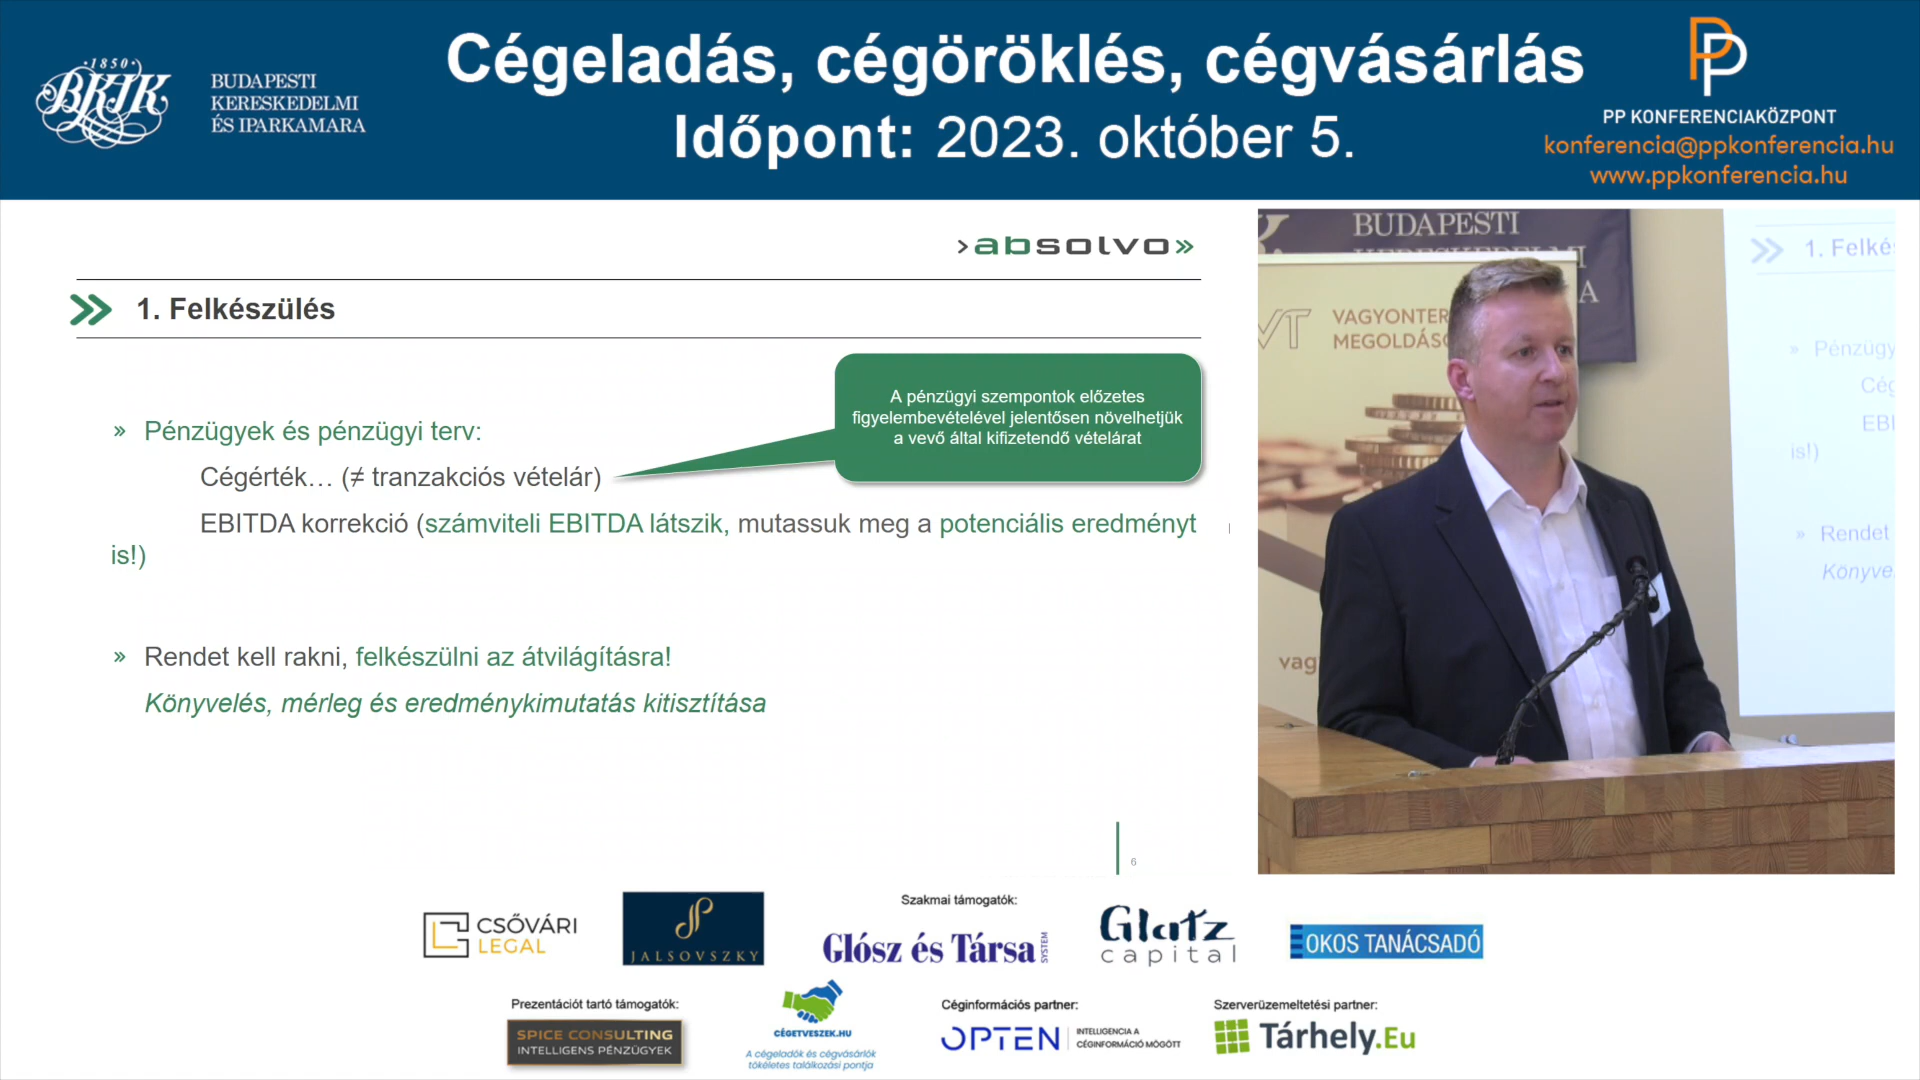 ·1850·
BKIK
BUDAPESTI
KERESKEDELMI
ÉS IPARKAMARA
Cégeladás, cégöröklés, cégvásárlás
Időpont: 2023. október 5.
PP KONFERENCIAKÖZPONT
konferencia@ppkonferencia.hu
www.ppkonferencia.hu
›absolvo»
1. Felkészülés
A pénzügyi szempontok előzetes
figyelembevételével jelentősen növelhetjük
a vevő által kifizetendő vételárat
» Pénzügyek és pénzügyi terv:
Cégérték… (≠ tranzakciós vételár)
EBITDA korrekció (számviteli EBITDA látszik, mutassuk meg a potenciális eredményt
is!)
» Rendet kell rakni, felkészülni az átvilágításra!
Könyvelés, mérleg és eredménykimutatás kitisztítása
6
BUDAPESTI
VAGYONTER
MEGOLDÁSO
vag
1. Felké
» Pénzügy
Cég
EBI
is!)
» Rendet
Könyve
Szakmai támogatók:
CSŐVÁRI
LEGAL
JALSOVSZKY
Glósz és Társa
SYSTEM
Glatz
capital
OKOS TANÁCSADÓ
Prezentációt tartó támogatók:
SPICE CONSULTING
INTELLIGENS PÉNZÜGYEK
CÉGETVESZEK.HU
A cégeladók és cégvásárlók
tökéletes találkozási pontja
Céginformációs partner:
OPTEN
INTELLIGENCIA A
CÉGINFORMÁCIÓ MÖGÖTT
Szerverüzemeltetési partner:
Tárhely.Eu